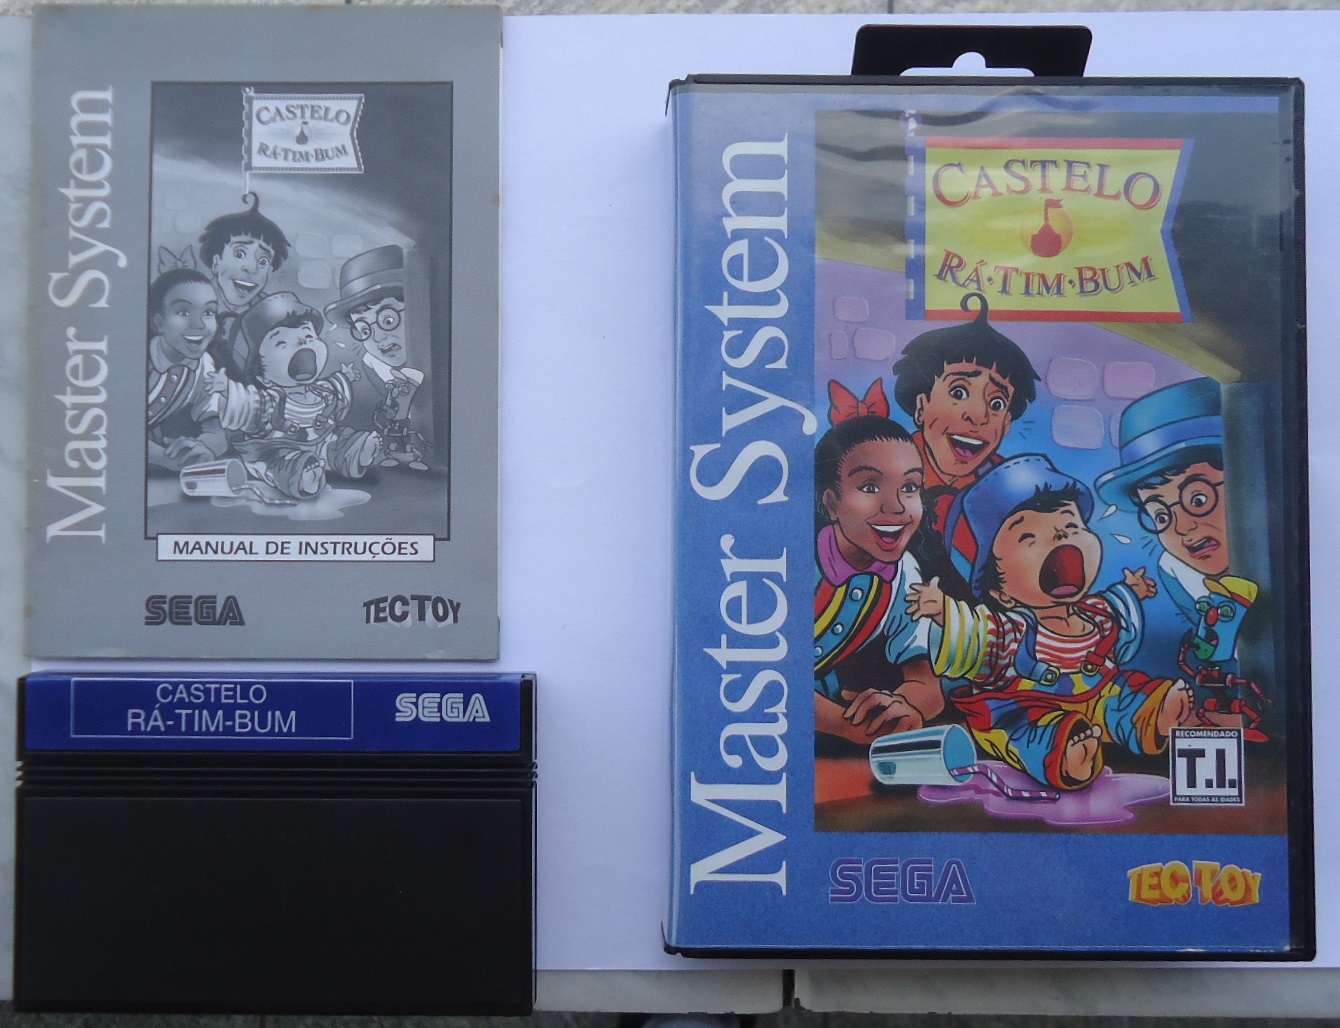 Master System
CASTELO
RÁ-TIM-BUM
MANUAL DE INSTRUÇÕES
SEGA
TECTOY
CASTELO
RÁ-TIM-BUM
SEGA
Master System
CASTELO
RÁ·TIM·BUM
RECOMENDADO
T.I.
PARA TODAS AS IDADES
SEGA
TECTOY